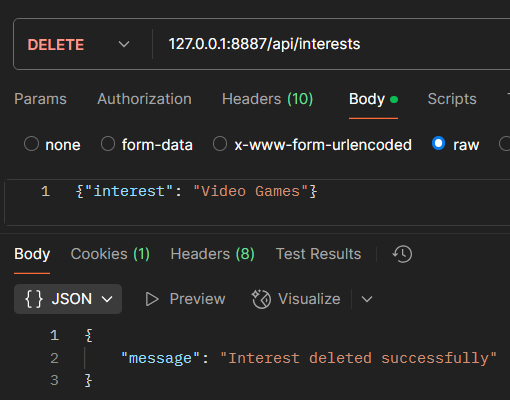 DELETE 127.0.0.1:8887/api/interests
Params Authorization Headers (10) Body Scripts
none form-data x-www-form-urlencoded raw
1 {"interest": "Video Games"}
Body Cookies (1) Headers (8) Test Results
{} JSON Preview Visualize
1 {
2 "message": "Interest deleted successfully"
3 }